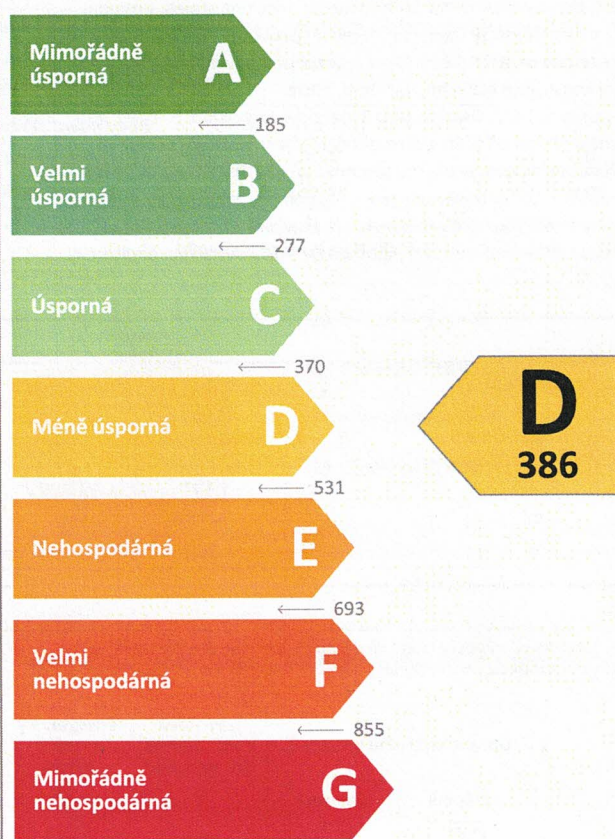 Mimořádně
úsporná
A
185
Velmi
úsporná
B
277
Úsporná
C
370
Méně úsporná
D
D
386
531
Nehospodárná
E
693
Velmi
nehospodárná
F
855
Mimořádně
nehospodárná
G